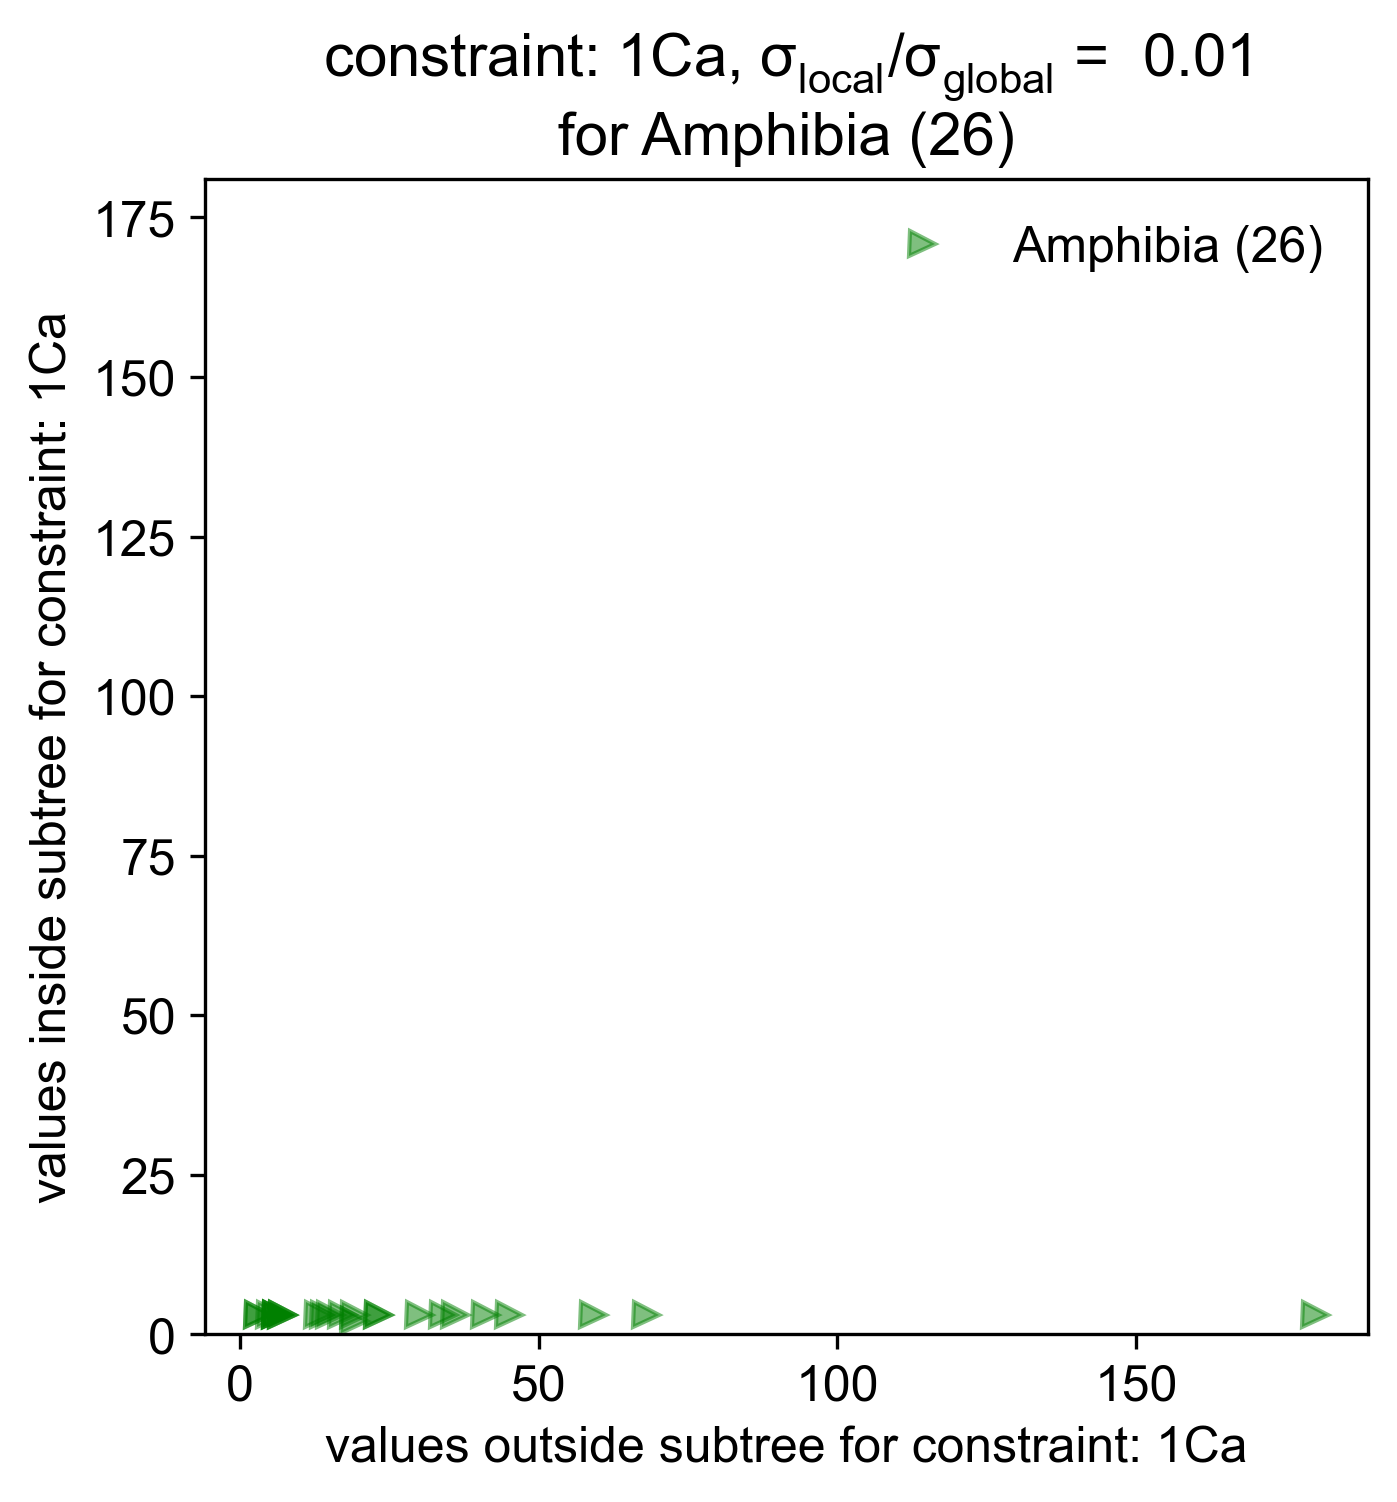 constraint: 1Ca, σlocal/σglobal = 0.01
for Amphibia (26)
Amphibia (26)
values inside subtree for constraint: 1Ca
175
150
125
100
75
50
25
0
0 50 100 150
values outside subtree for constraint: 1Ca